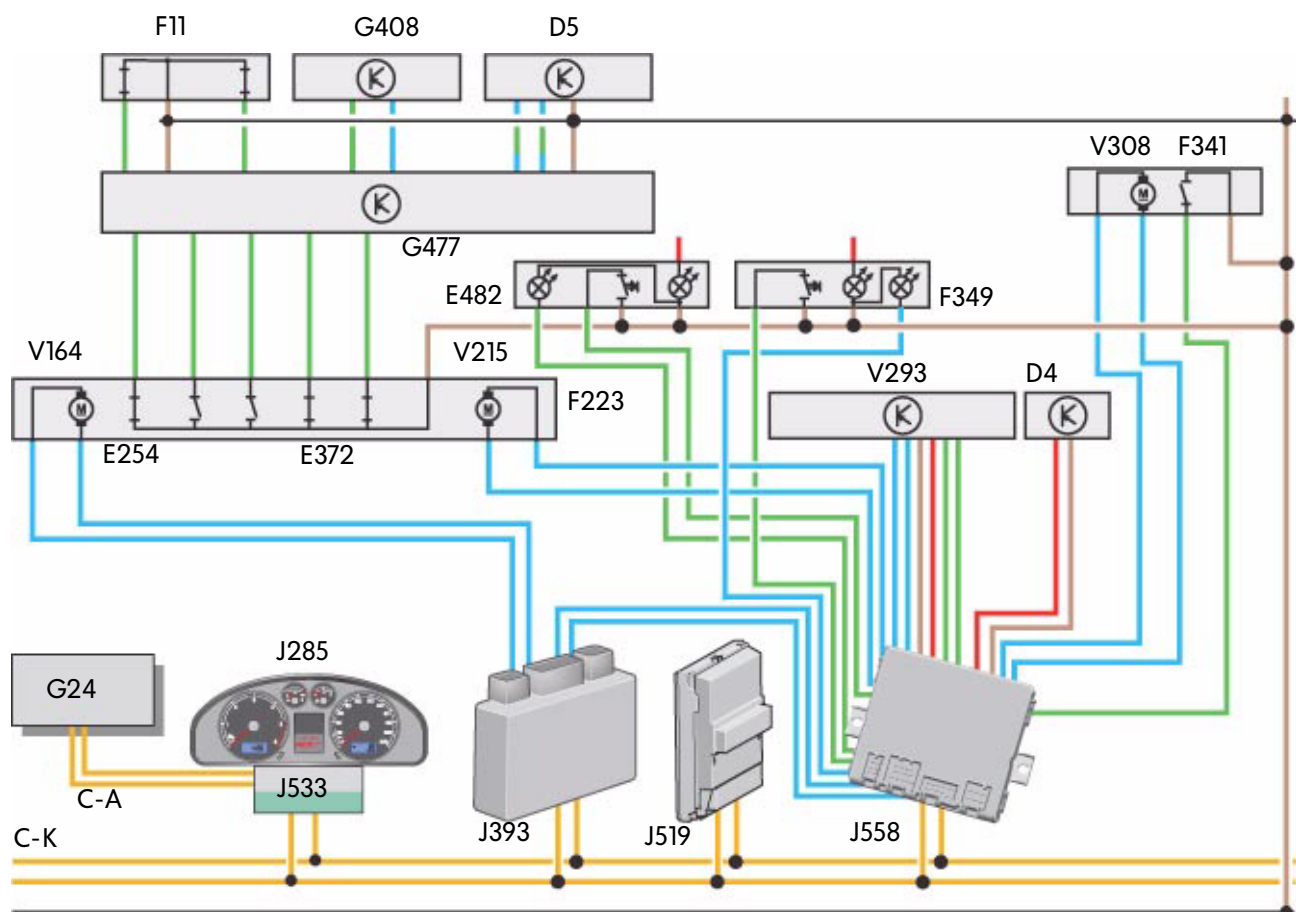 F11 G408 D5
V308 F341
G477
E482 F349
V164 V215 V293 D4
M M F223 M
E254 E372
J285
G24
J533
C-A
J393 J519 J558
C-K